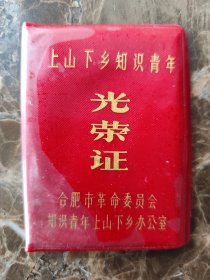 上山下乡知识青年
光
荣
证
合肥市革命委员会
知识青年上山下乡办公室